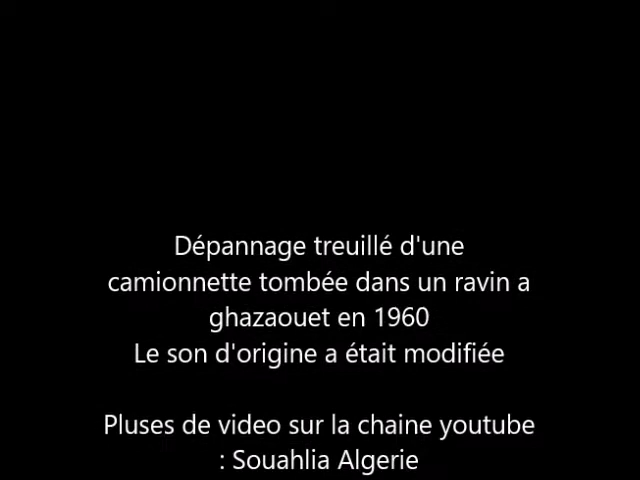 Dépannage treuillé d'une
camionnette tombée dans un ravin a
ghazaouet en 1960
Le son d'origine a était modifiée
Pluses de video sur la chaine youtube
: Souahlia Algerie